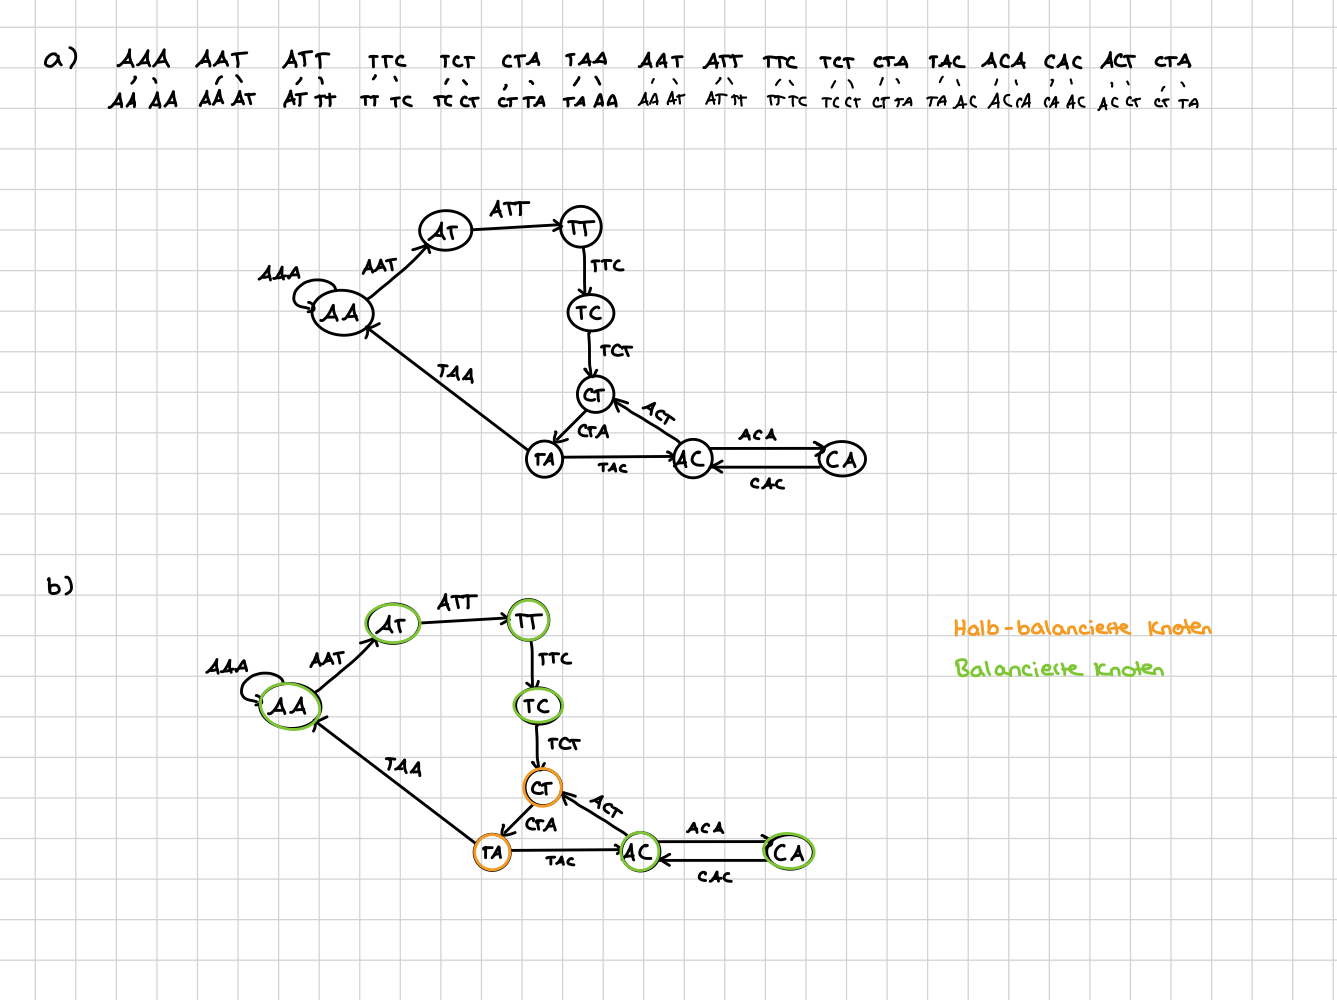 a) AAA AAT ATT TTC TCT CTA TAA AAT ATT TTC TCT CTA TAC ACA CAC ACT CTA
AA AA AA AT AT TT TT TC TC CT CT TA TA AA AA AT AT TT TT TC TC CT CT TA TA AC AC CA CA AC AC CT CT TA
ATT
AT TT
AAT TTC
AAA
AA TC
TCT
TAA
CT ACT
CTA ACA
TA AC CA
TAC
CAC
b)
ATT
AT TT Halb-balancierte Knoten
AAT TTC
AAA Balancierte Knoten
AA TC
TCT
TAA
CT ACT
CTA ACA
TA AC CA
TAC
CAC